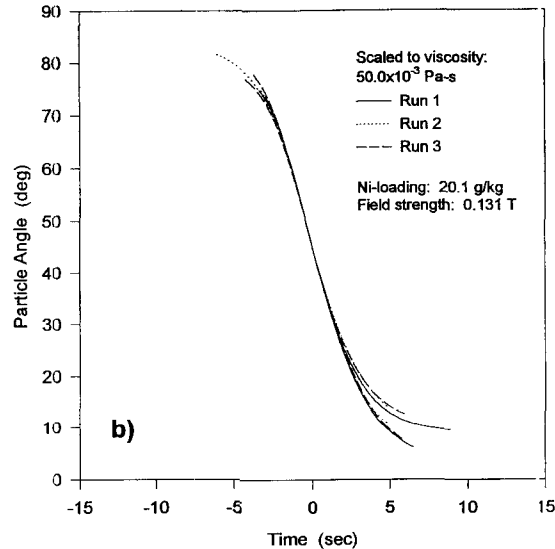 90
80
70
60
50
40
30
20
10
0
Particle Angle (deg)
Scaled to viscosity:
50.0x10⁻³ Pa-s
Run 1
Run 2
Run 3
Ni-loading: 20.1 g/kg
Field strength: 0.131 T
b)
-15 -10 -5 0 5 10 15
Time (sec)